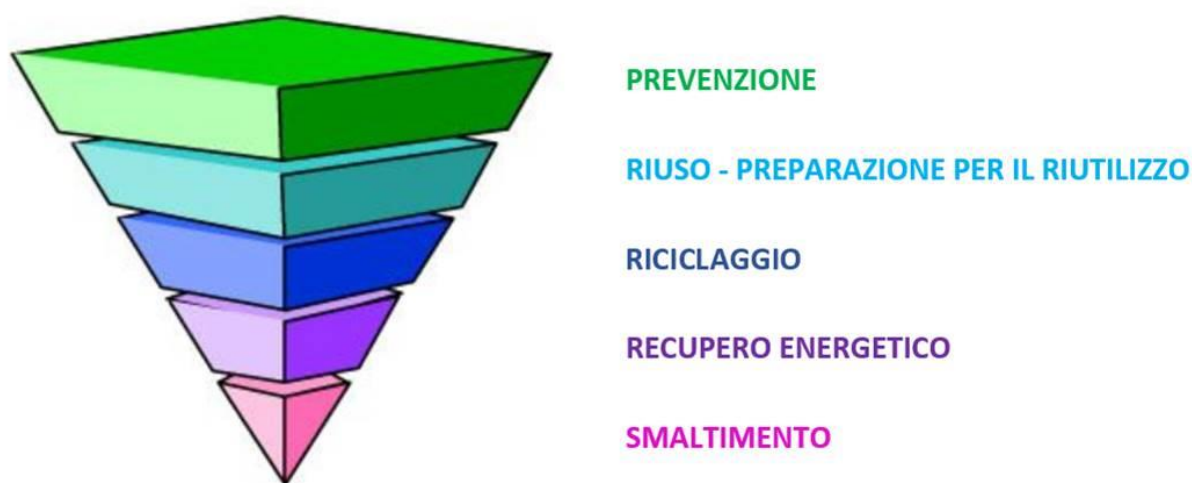 PREVENZIONE
RIUSO - PREPARAZIONE PER IL RIUTILIZZO
RICICLAGGIO
RECUPERO ENERGETICO
SMALTIMENTO